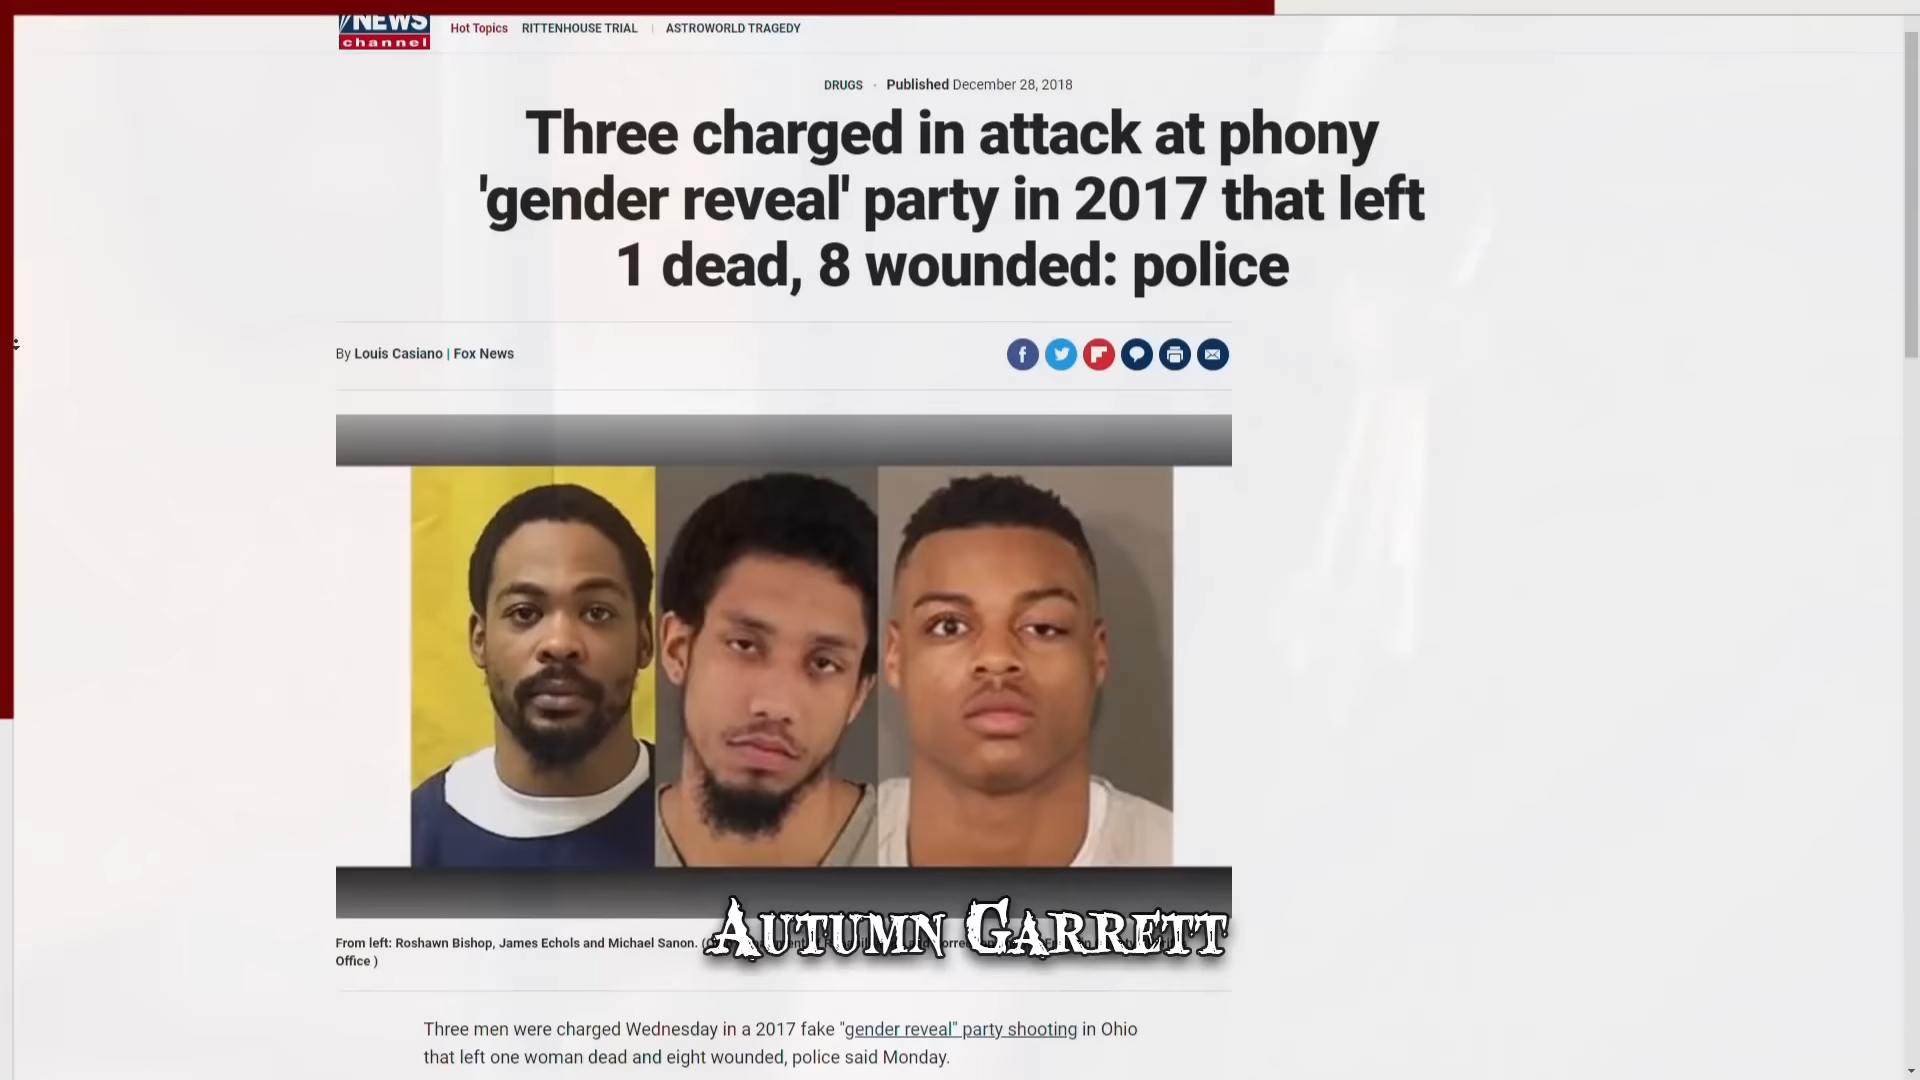 NEWS
channel
Hot Topics RITTENHOUSE TRIAL | ASTROWORLD TRAGEDY
DRUGS · Published December 28, 2018
Three charged in attack at phony
'gender reveal' party in 2017 that left
1 dead, 8 wounded: police
By Louis Casiano | Fox News
AUTUMN GARRETT
From left: Roshawn Bishop, James Echols and Michael Sanon.
Office )
Three men were charged Wednesday in a 2017 fake "gender reveal" party shooting in Ohio
that left one woman dead and eight wounded, police said Monday.